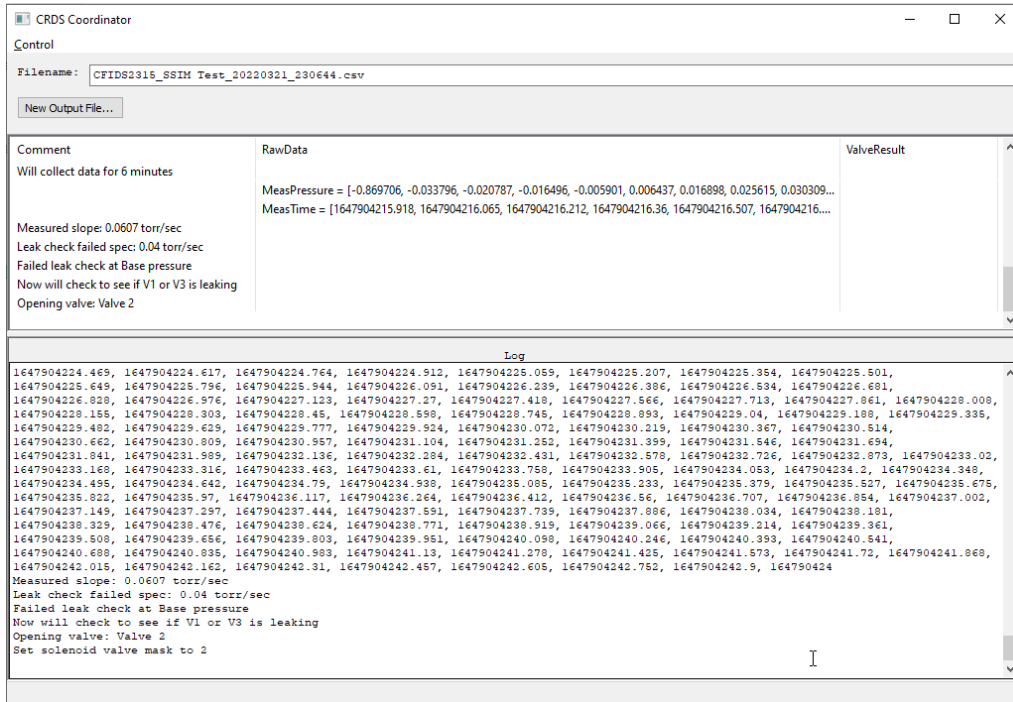 CRDS Coordinator
Control
Filename: CFIDS2315_SSIM Test_20220321_230644.csv
New Output File...
Comment RawData ValveResult
Will collect data for 6 minutes
MeasPressure = [-0.869706, -0.033796, -0.020787, -0.016496, -0.005901, 0.006437, 0.016898, 0.025615, 0.030309...
MeasTime = [1647904215.918, 1647904216.065, 1647904216.212, 1647904216.36, 1647904216.507, 1647904216....
Measured slope: 0.0607 torr/sec
Leak check failed spec: 0.04 torr/sec
Failed leak check at Base pressure
Now will check to see if V1 or V3 is leaking
Opening valve: Valve 2
Log
1647904224.469, 1647904224.617, 1647904224.764, 1647904224.912, 1647904225.059, 1647904225.207, 1647904225.354, 1647904225.501,
1647904225.649, 1647904225.796, 1647904225.944, 1647904226.091, 1647904226.239, 1647904226.386, 1647904226.534, 1647904226.681,
1647904226.828, 1647904226.976, 1647904227.123, 1647904227.27, 1647904227.418, 1647904227.566, 1647904227.713, 1647904227.861, 1647904228.008,
1647904228.155, 1647904228.303, 1647904228.45, 1647904228.598, 1647904228.745, 1647904228.893, 1647904229.04, 1647904229.188, 1647904229.335,
1647904229.482, 1647904229.629, 1647904229.777, 1647904229.924, 1647904230.072, 1647904230.219, 1647904230.367, 1647904230.514,
1647904230.662, 1647904230.809, 1647904230.957, 1647904231.104, 1647904231.252, 1647904231.399, 1647904231.546, 1647904231.694,
1647904231.841, 1647904231.989, 1647904232.136, 1647904232.284, 1647904232.431, 1647904232.578, 1647904232.726, 1647904232.873, 1647904233.02,
1647904233.168, 1647904233.316, 1647904233.463, 1647904233.61, 1647904233.758, 1647904233.905, 1647904234.053, 1647904234.2, 1647904234.348,
1647904234.495, 1647904234.642, 1647904234.79, 1647904234.938, 1647904235.085, 1647904235.233, 1647904235.379, 1647904235.527, 1647904235.675,
1647904235.822, 1647904235.97, 1647904236.117, 1647904236.264, 1647904236.412, 1647904236.56, 1647904236.707, 1647904236.854, 1647904237.002,
1647904237.149, 1647904237.297, 1647904237.444, 1647904237.591, 1647904237.739, 1647904237.886, 1647904238.034, 1647904238.181,
1647904238.329, 1647904238.476, 1647904238.624, 1647904238.771, 1647904238.919, 1647904239.066, 1647904239.214, 1647904239.361,
1647904239.508, 1647904239.656, 1647904239.803, 1647904239.951, 1647904240.098, 1647904240.246, 1647904240.393, 1647904240.541,
1647904240.688, 1647904240.835, 1647904240.983, 1647904241.13, 1647904241.278, 1647904241.425, 1647904241.573, 1647904241.72, 1647904241.868,
1647904242.015, 1647904242.162, 1647904242.31, 1647904242.457, 1647904242.605, 1647904242.752, 1647904242.9, 164790424
Measured slope: 0.0607 torr/sec
Leak check failed spec: 0.04 torr/sec
Failed leak check at Base pressure
Now will check to see if V1 or V3 is leaking
Opening valve: Valve 2
Set solenoid valve mask to 2